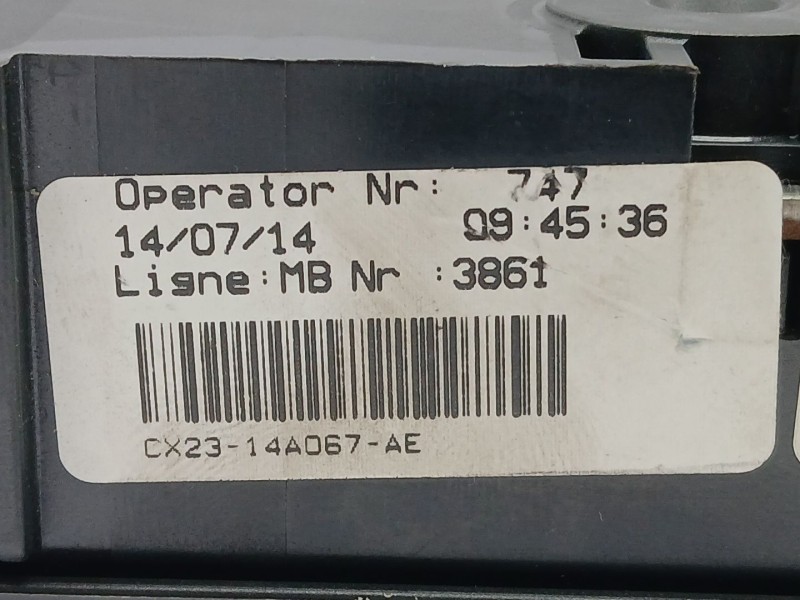 Operator Nr: 747
14/07/14 09:45:36
Ligne:MB Nr :3861
CX23-14A067-AE